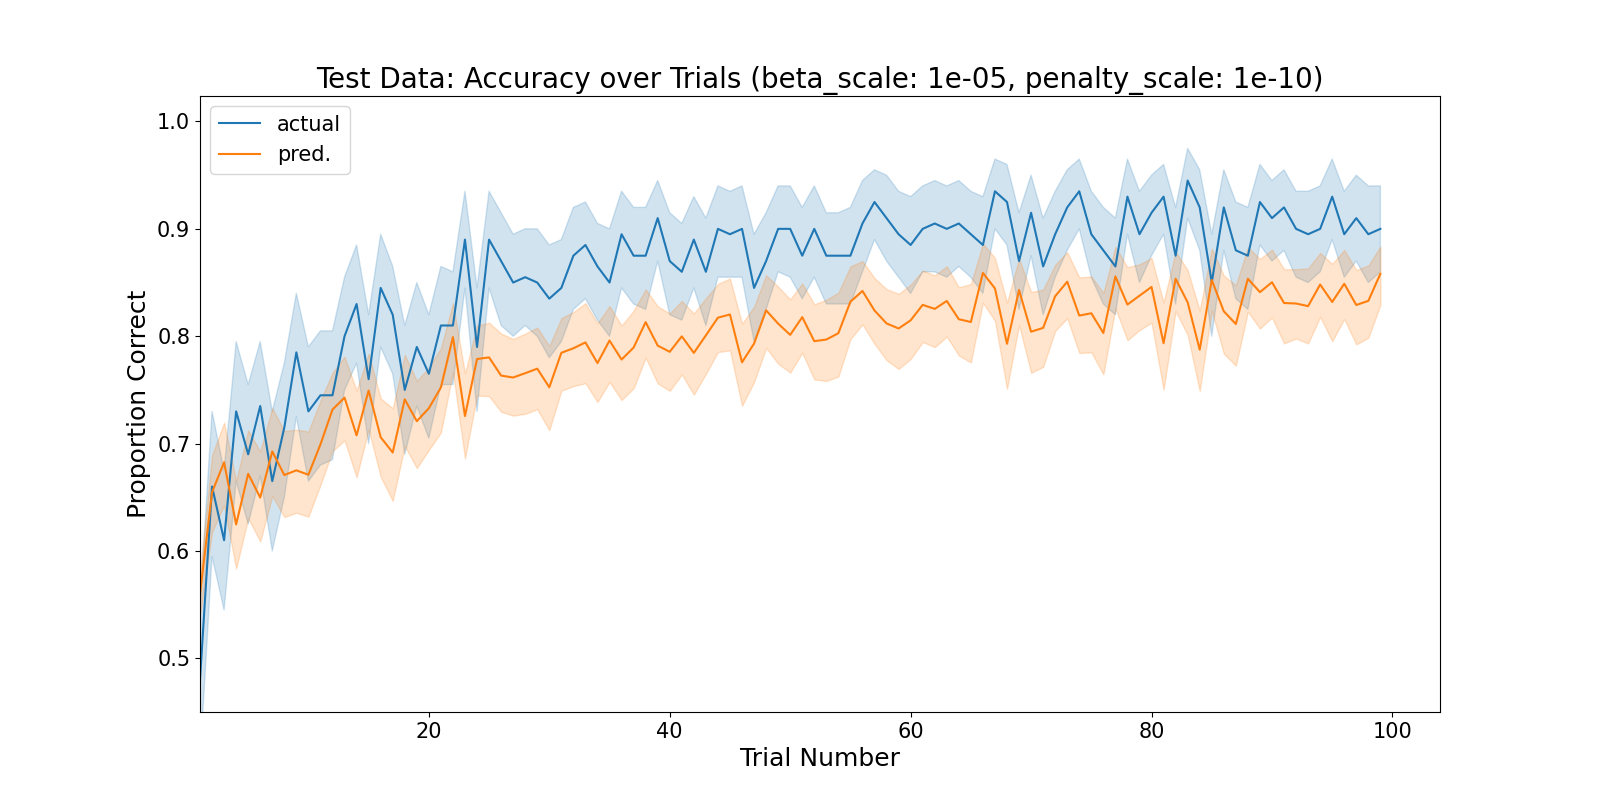 Test Data: Accuracy over Trials (beta_scale: 1e-05, penalty_scale: 1e-10)
1.0
actual
pred.
0.9
0.8
0.7
0.6
0.5
Proportion Correct
20 40 60 80 100
Trial Number